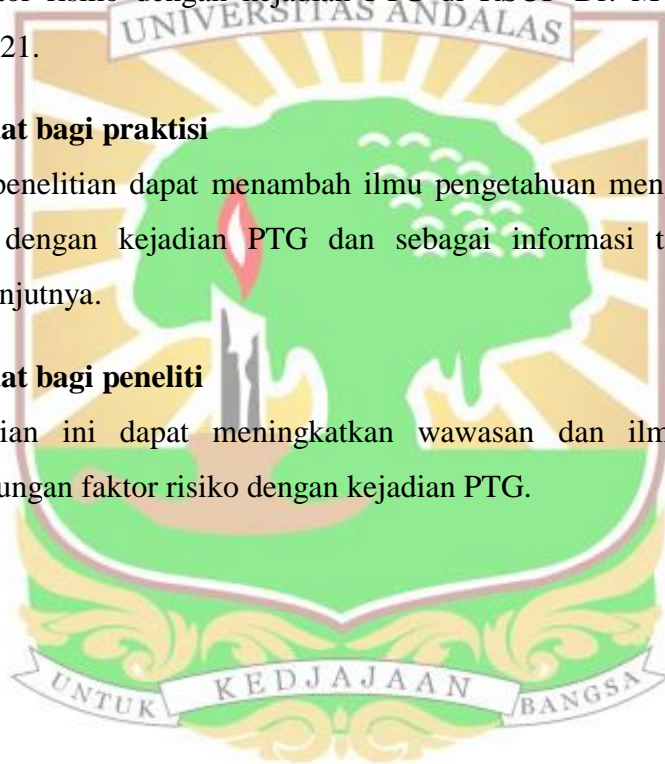 tor risiko dengan kejadian PTG di RSUP Dr. M
UNIVERSITAS ANDALAS
21.
at bagi praktisi
penelitian dapat menambah ilmu pengetahuan men
dengan kejadian PTG dan sebagai informasi t
njutnya.
at bagi peneliti
ian ini dapat meningkatkan wawasan dan ilm
ungan faktor risiko dengan kejadian PTG.
UNTUK KEDJAJAAN BANGSA